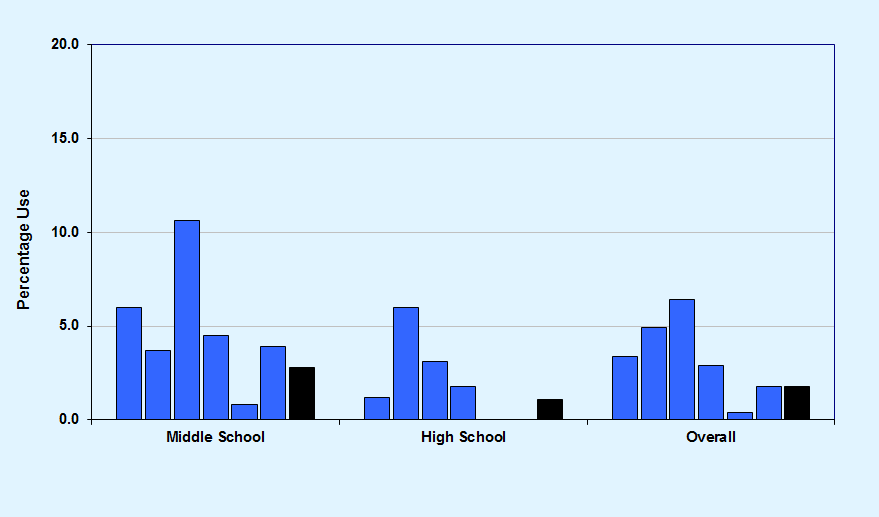 20.0
15.0
10.0
5.0
0.0
Percentage Use
Middle School
High School
Overall